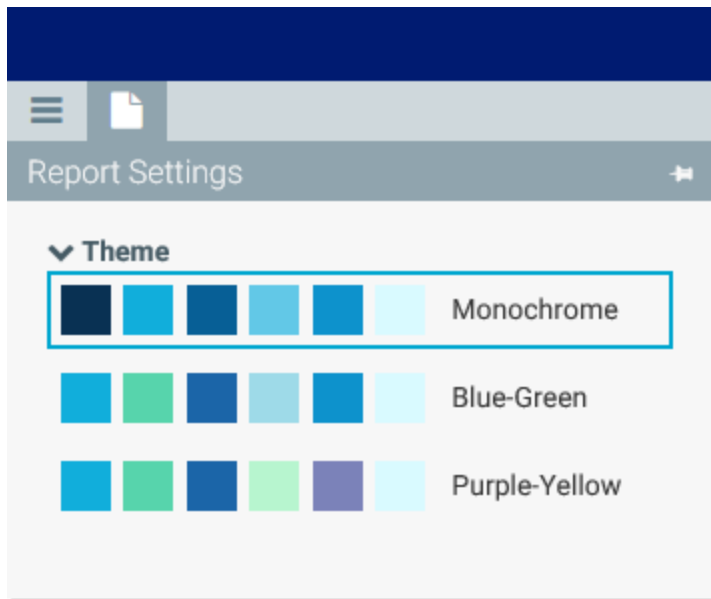 Report Settings
Theme
Monochrome
Blue-Green
Purple-Yellow